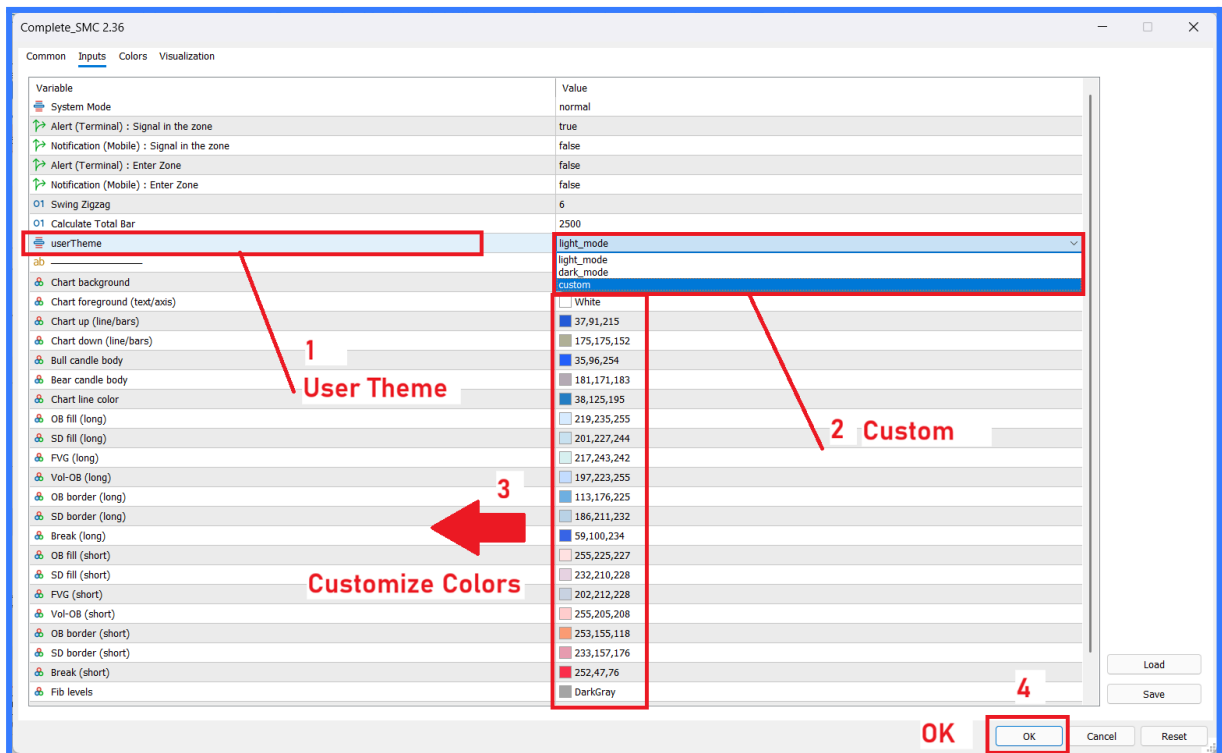 Complete_SMC 2.36
Common Inputs Colors Visualization
Variable Value
System Mode normal
Alert (Terminal) : Signal in the zone true
Notification (Mobile) : Signal in the zone false
Alert (Terminal) : Enter Zone false
Notification (Mobile) : Enter Zone false
01 Swing Zigzag 6
01 Calculate Total Bar 2500
userTheme light_mode
ab ——————— light_mode
dark_mode
Chart background custom
Chart foreground (text/axis) White
Chart up (line/bars) 37,91,215
Chart down (line/bars) 175,175,152
1
Bull candle body 35,96,254
Bear candle body 181,171,183
User Theme
Chart line color 38,125,195
OB fill (long) 219,235,255
2 Custom
SD fill (long) 201,227,244
FVG (long) 217,243,242
Vol-OB (long) 197,223,255
3
OB border (long) 113,176,225
SD border (long) 186,211,232
Break (long) 59,100,234
OB fill (short) 255,225,227
SD fill (short) 232,210,228
Customize Colors
FVG (short) 202,212,228
Vol-OB (short) 255,205,208
OB border (short) 253,155,118
SD border (short) 233,157,176
Load
Break (short) 252,47,76
4
Fib levels DarkGray
Save
OK OK Cancel Reset